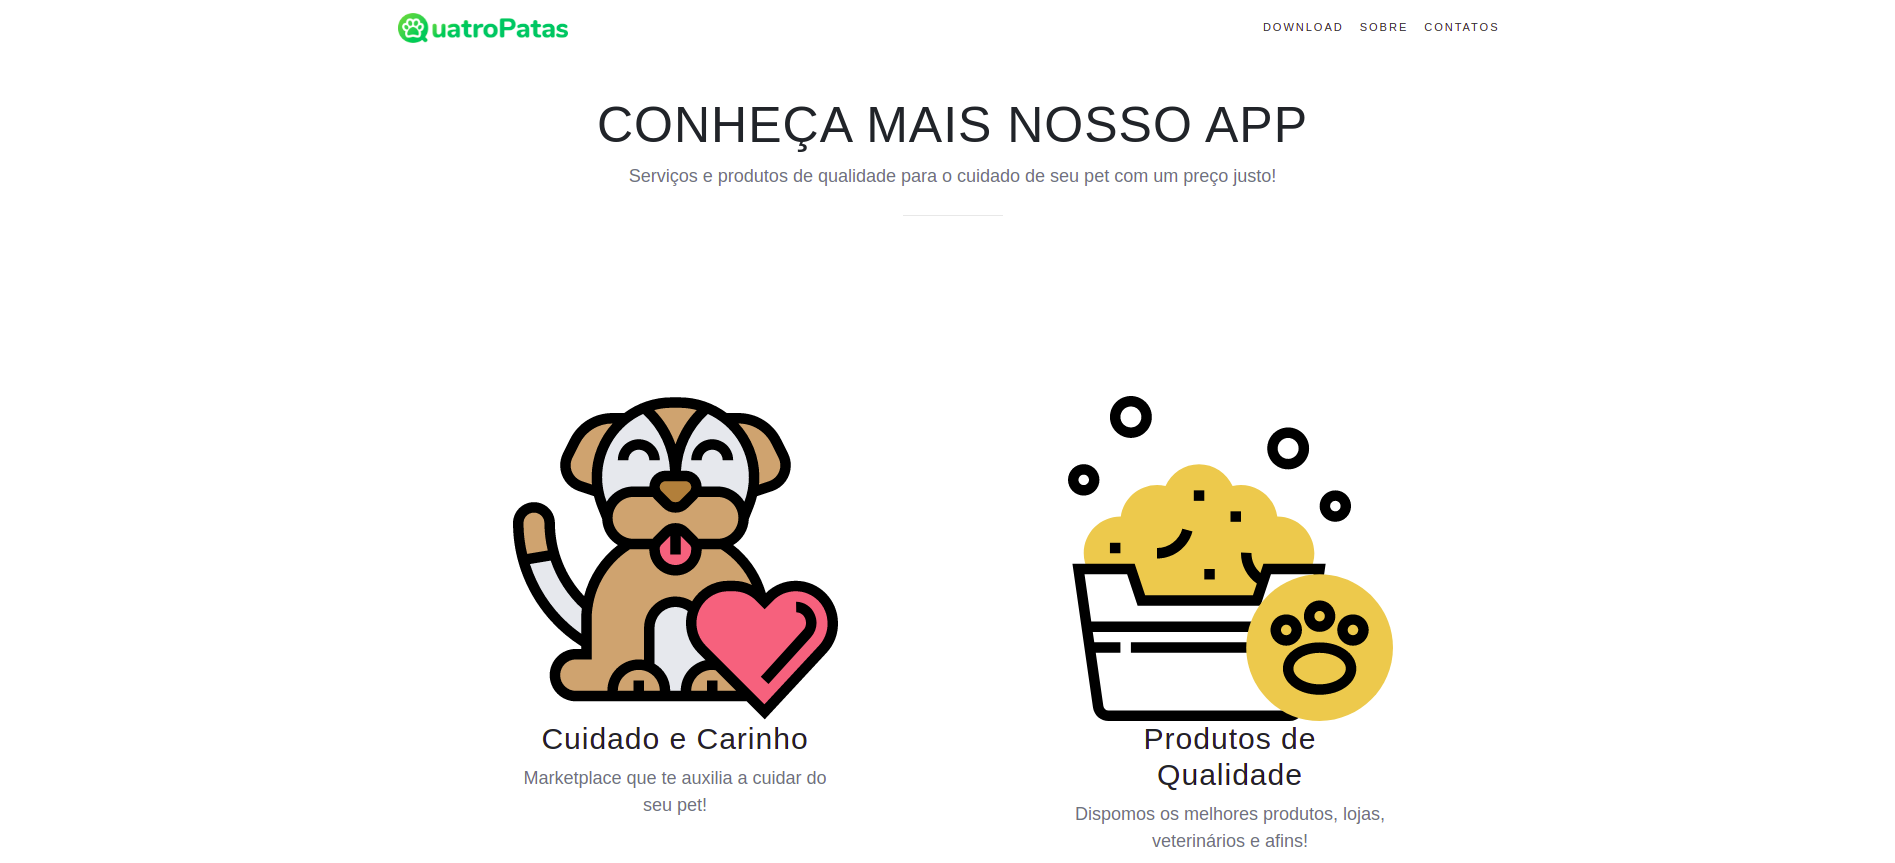 QuatroPatas
DOWNLOAD SOBRE CONTATOS
CONHEÇA MAIS NOSSO APP
Serviços e produtos de qualidade para o cuidado de seu pet com um preço justo!
Cuidado e Carinho
Marketplace que te auxilia a cuidar do
seu pet!
Produtos de
Qualidade
Dispomos os melhores produtos, lojas,
veterinários e afins!